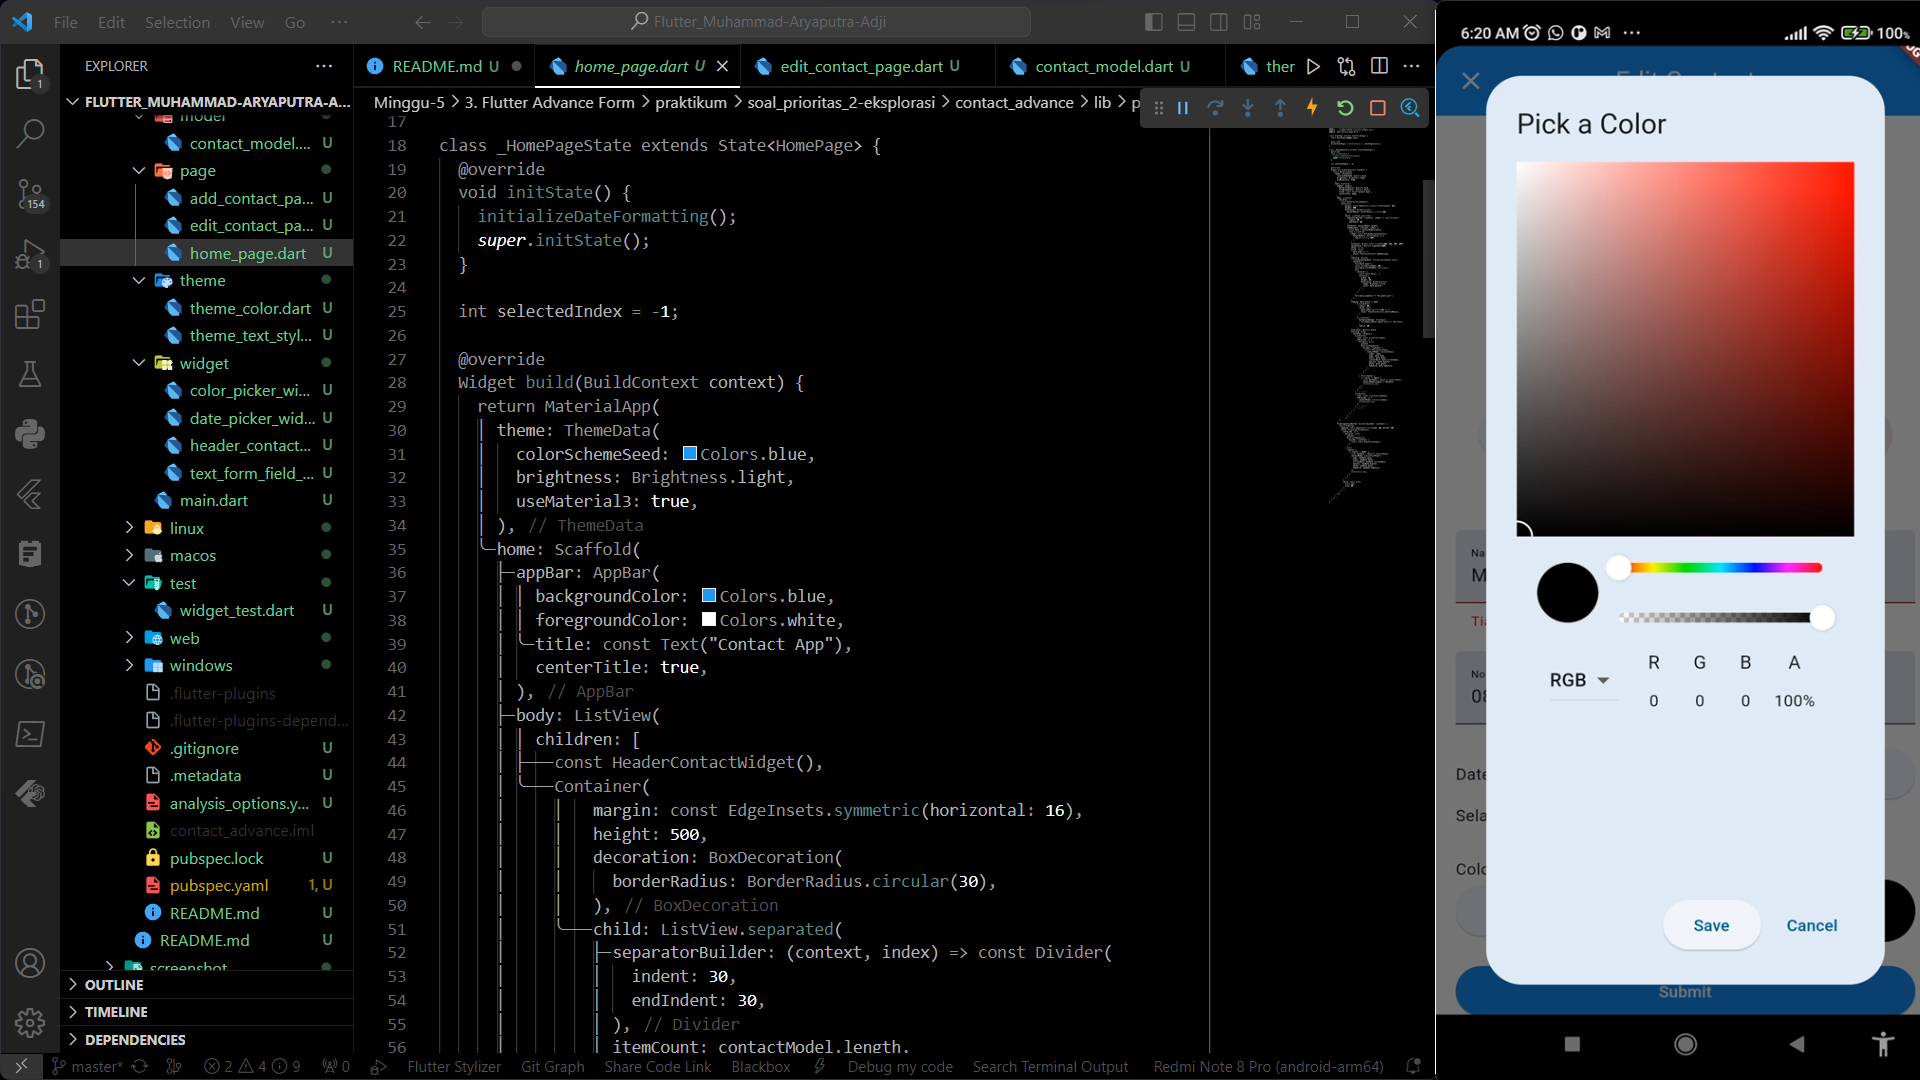 File Edit Selection View Go ···
Flutter_Muhammad-Aryaputra-Adji
EXPLORER
FLUTTER_MUHAMMAD-ARYAPUTRA-A...
model
contact_model.... U
page
add_contact_pa... U
edit_contact_pa... U
home_page.dart U
theme
theme_color.dart U
theme_text_styl... U
widget
color_picker_wi... U
date_picker_wid... U
header_contact... U
text_form_field_... U
main.dart U
linux
macos
test
widget_test.dart U
web
windows
.flutter-plugins
.flutter-plugins-depend...
.gitignore U
.metadata U
analysis_options.y... U
contact_advance.iml
pubspec.lock U
pubspec.yaml 1, U
README.md U
README.md U
screenshot
OUTLINE
TIMELINE
DEPENDENCIES
1
154
1
README.md U
home_page.dart U
edit_contact_page.dart U
contact_model.dart U
ther
Minggu-5 > 3. Flutter Advance Form > praktikum > soal_prioritas_2-eksplorasi > contact_advance > lib > p
17
18 class _HomePageState extends State<HomePage> {
19 @override
20 void initState() {
21 initializeDateFormatting();
22 super.initState();
23 }
24
25 int selectedIndex = -1;
26
27 @override
28 Widget build(BuildContext context) {
29 return MaterialApp(
30 theme: ThemeData(
31 colorSchemeSeed: Colors.blue,
32 brightness: Brightness.light,
33 useMaterial3: true,
34 ), // ThemeData
35 home: Scaffold(
36 appBar: AppBar(
37 backgroundColor: Colors.blue,
38 foregroundColor: Colors.white,
39 title: const Text("Contact App"),
40 centerTitle: true,
41 ), // AppBar
42 body: ListView(
43 children: [
44 const HeaderContactWidget(),
45 Container(
46 margin: const EdgeInsets.symmetric(horizontal: 16),
47 height: 500,
48 decoration: BoxDecoration(
49 borderRadius: BorderRadius.circular(30),
50 ), // BoxDecoration
51 child: ListView.separated(
52 separatorBuilder: (context, index) => const Divider(
53 indent: 30,
54 endIndent: 30,
55 ), // Divider
56 itemCount: contactModel.length,
master* 2 4 9 0 Flutter Stylizer Git Graph Share Code Link Blackbox Debug my code Search Terminal Output Redmi Note 8 Pro (android-arm64)
6:20 AM ··· 100%
Pick a Color
Na
M
Tia
No
08
RGB
R G B A
0 0 0 100%
Date
Sela
Colo
Save Cancel
Submit